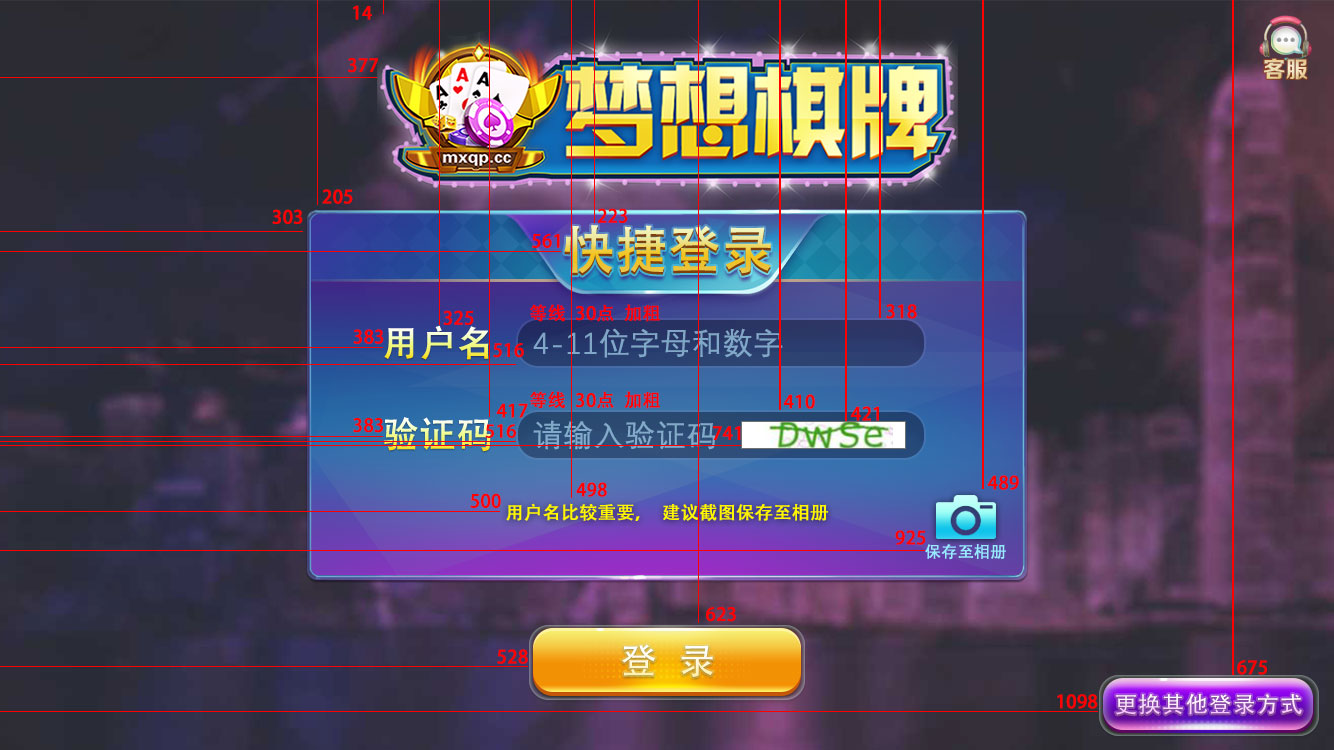 14
377
客服
A A A
梦想棋牌
mxqp.cc
205
303
223
561
快捷登录
等线 30点 加粗
318
325
383
用户名
516
4-11位字母和数字
等线 30点 加粗
410
417
421
383
验证码
516
请输入验证码
741
DwSe
489
498
500
用户名比较重要， 建议截图保存至相册
925
保存至相册
623
528
登 录
675
1098
更换其他登录方式